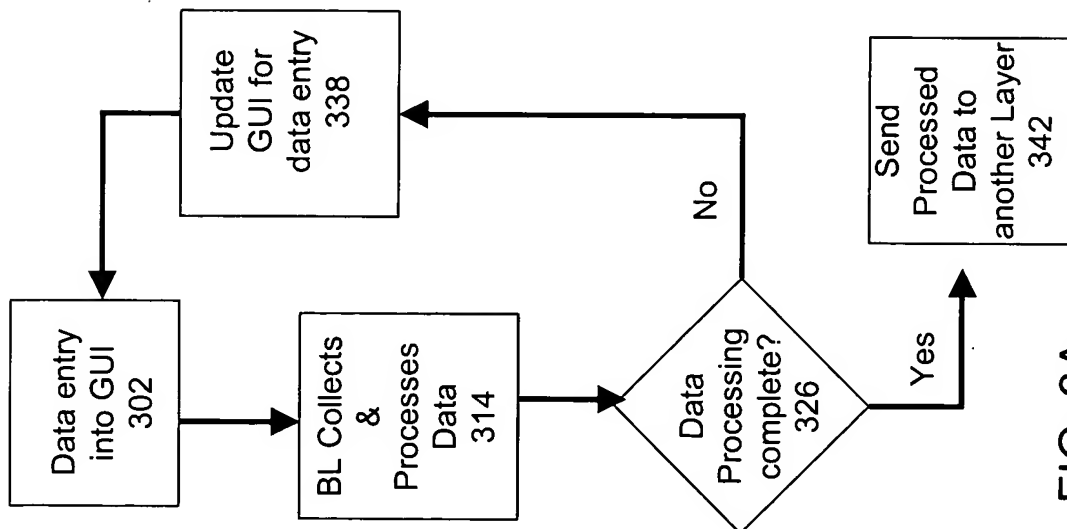 Data entry
into GUI
302
BL Collects
&
Processes
Data
314
Data
Processing
complete?
326
Update
GUI for
data entry
338
No
Yes
Send
Processed
Data to
another Layer
342